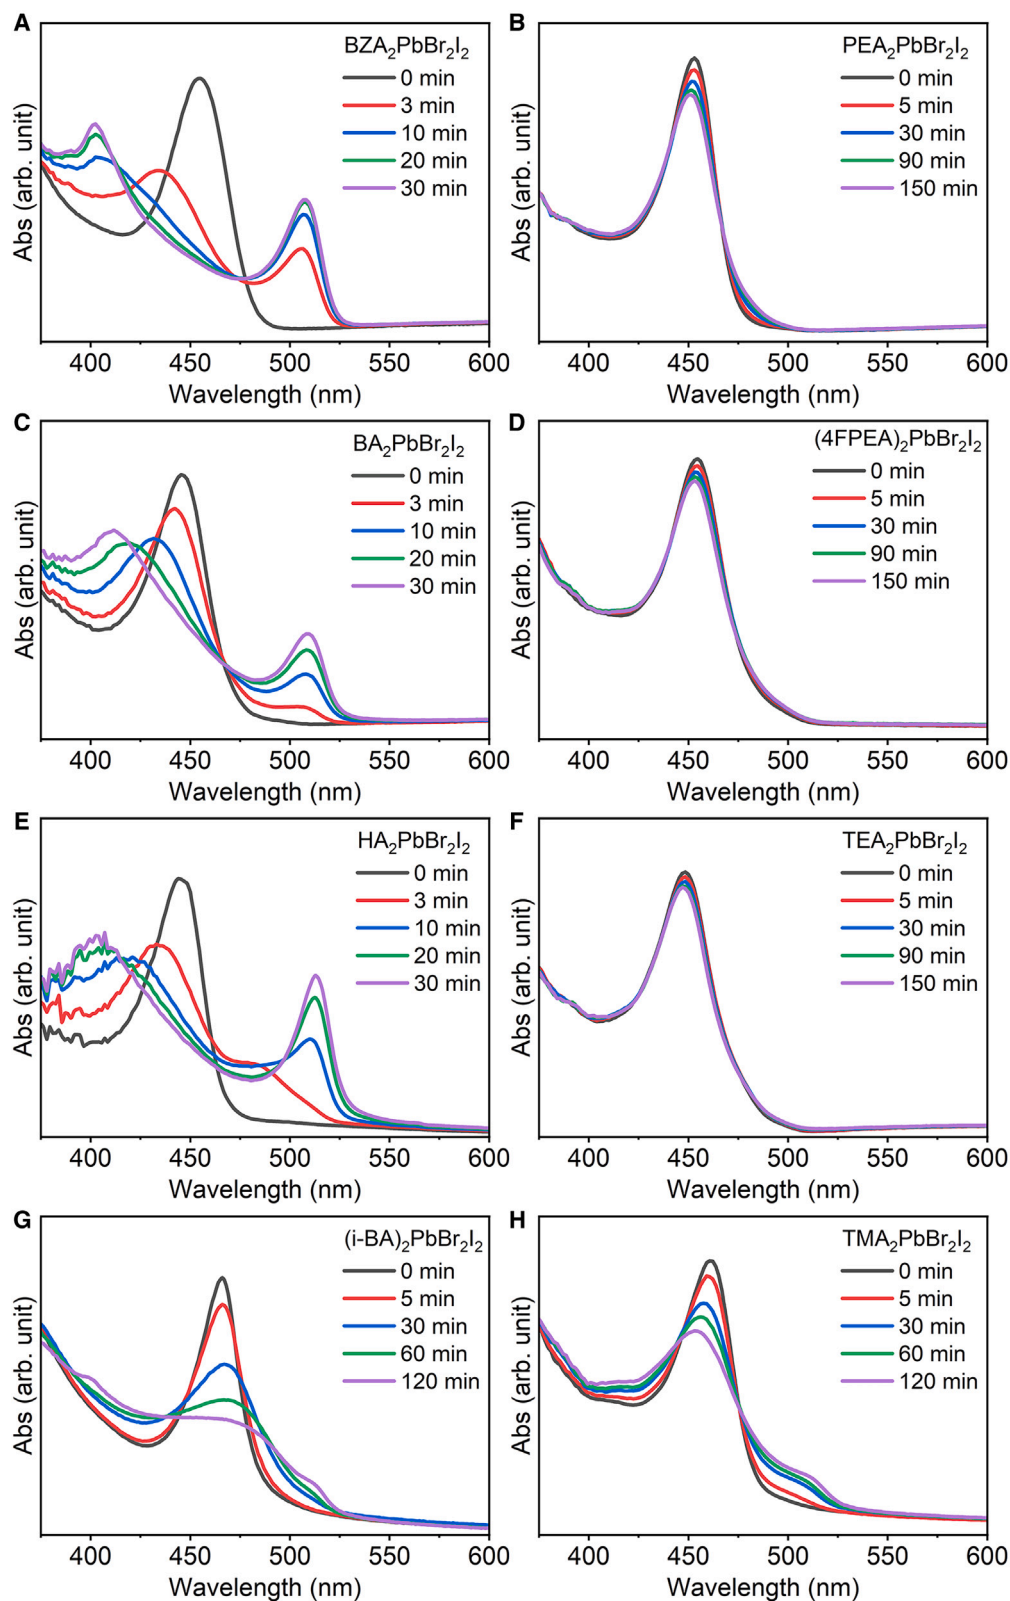 A
BZA₂PbBr₂I₂
0 min
3 min
10 min
20 min
30 min
Abs (arb. unit)
400 450 500 550 600
Wavelength (nm)
B
PEA₂PbBr₂I₂
0 min
5 min
30 min
90 min
150 min
Abs (arb. unit)
400 450 500 550 600
Wavelength (nm)
C
BA₂PbBr₂I₂
0 min
3 min
10 min
20 min
30 min
Abs (arb. unit)
400 450 500 550 600
Wavelength (nm)
D
(4FPEA)₂PbBr₂I₂
0 min
5 min
30 min
90 min
150 min
Abs (arb. unit)
400 450 500 550 600
Wavelength (nm)
E
HA₂PbBr₂I₂
0 min
3 min
10 min
20 min
30 min
Abs (arb. unit)
400 450 500 550 600
Wavelength (nm)
F
TEA₂PbBr₂I₂
0 min
5 min
30 min
90 min
150 min
Abs (arb. unit)
400 450 500 550 600
Wavelength (nm)
G
(i-BA)₂PbBr₂I₂
0 min
5 min
30 min
60 min
120 min
Abs (arb. unit)
400 450 500 550 600
Wavelength (nm)
H
TMA₂PbBr₂I₂
0 min
5 min
30 min
60 min
120 min
Abs (arb. unit)
400 450 500 550 600
Wavelength (nm)